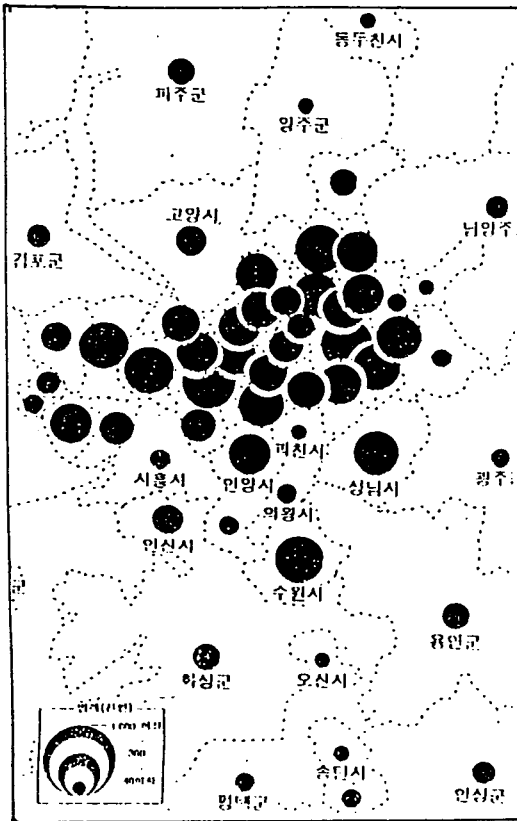 동두천시
파주군
양주군
고양시
남양주
김포군
과천시
시흥시
안양시
성남시
광주
의왕시
안산시
군
수원시
용인군
화성군
오산시
송탄시
평택군
안성군
300